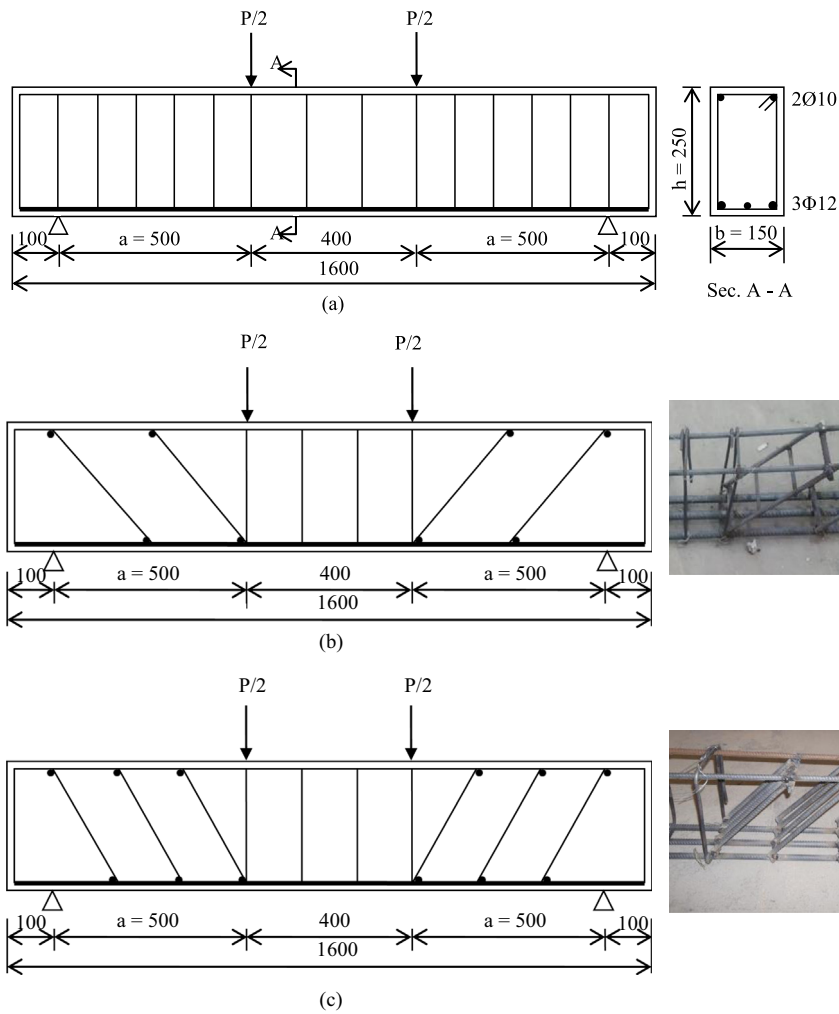 P/2 P/2
A
2Ø10
h = 250
3Φ12
A
100 a = 500 400 a = 500 100 b = 150
1600
Sec. A - A
(a)
P/2 P/2
100 a = 500 400 a = 500 100
1600
(b)
P/2 P/2
100 a = 500 400 a = 500 100
1600
(c)